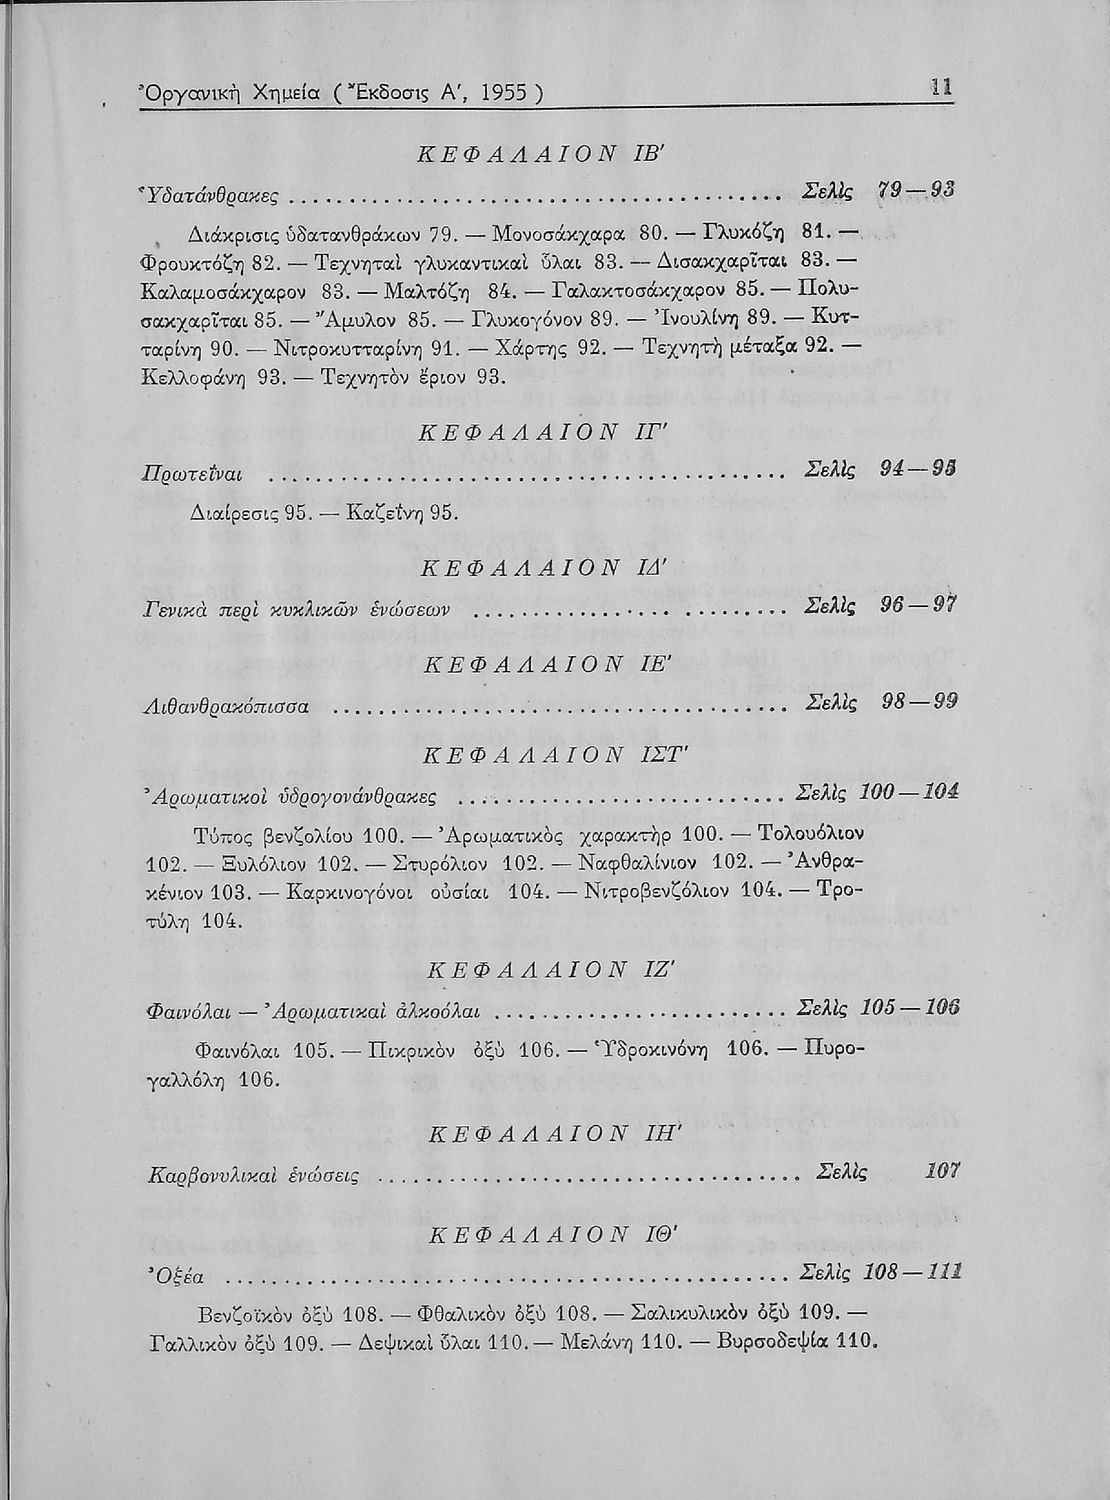 Ὀργανικὴ Χημεία ( Ἔκδοσις Α', 1955 ) 11
ΚΕΦΑΛΑΙΟΝ ΙΒ'
Ὑδατάνθρακες ........................................ Σελὶς 79 — 93
Διάκρισις ὑδατανθράκων 79. — Μονοσάκχαρα 80. — Γλυκόζη 81. —
Φρουκτόζη 82. — Τεχνηταὶ γλυκαντικαὶ ὗλαι 83. — Δισακχαρῖται 83. —
Καλαμοσάκχαρον 83. — Μαλτόζη 84. — Γαλακτοσάκχαρον 85. — Πολυ-
σακχαρῖται 85. — Ἄμυλον 85. — Γλυκογόνον 89. — Ἰνουλίνη 89. — Κυτ-
ταρίνη 90. — Νιτροκυτταρίνη 91. — Χάρτης 92. — Τεχνητὴ μέταξα 92. —
Κελλοφάνη 93. — Τεχνητὸν ἔριον 93.
ΚΕΦΑΛΑΙΟΝ ΙΓ'
Πρωτεΐναι ........................................ Σελὶς 94 — 95
Διαίρεσις 95. — Καζεΐνη 95.
ΚΕΦΑΛΑΙΟΝ ΙΔ'
Γενικὰ περὶ κυκλικῶν ἑνώσεων ........................ Σελὶς 96 — 97
ΚΕΦΑΛΑΙΟΝ ΙΕ'
Λιθανθρακόπισσα ........................................ Σελὶς 98 — 99
ΚΕΦΑΛΑΙΟΝ ΙΣΤ'
Ἀρωματικοὶ ὑδρογονάνθρακες ............................ Σελὶς 100 — 104
Τύπος βενζολίου 100. — Ἀρωματικὸς χαρακτὴρ 100. — Τολουόλιον
102. — Ξυλόλιον 102. — Στυρόλιον 102. — Ναφθαλίνιον 102. — Ἀνθρα-
κένιον 103. — Καρκινογόνοι οὐσίαι 104. — Νιτροβενζόλιον 104. — Τρο-
τύλη 104.
ΚΕΦΑΛΑΙΟΝ ΙΖ'
Φαινόλαι — Ἀρωματικαὶ ἀλκοόλαι ........................ Σελὶς 105 — 106
Φαινόλαι 105. — Πικρικὸν ὀξὺ 106. — Ὑδροκινόνη 106. — Πυρο-
γαλλόλη 106.
ΚΕΦΑΛΑΙΟΝ ΙΗ'
Καρβονυλικαὶ ἑνώσεις .................................... Σελὶς 107
ΚΕΦΑΛΑΙΟΝ ΙΘ'
Ὀξέα ................................................ Σελὶς 108 — 111
Βενζοϊκὸν ὀξὺ 108. — Φθαλικὸν ὀξὺ 108. — Σαλικυλικὸν ὀξὺ 109. —
Γαλλικὸν ὀξὺ 109. — Δεψικαὶ ὗλαι 110. — Μελάνη 110. — Βυρσοδεψία 110.